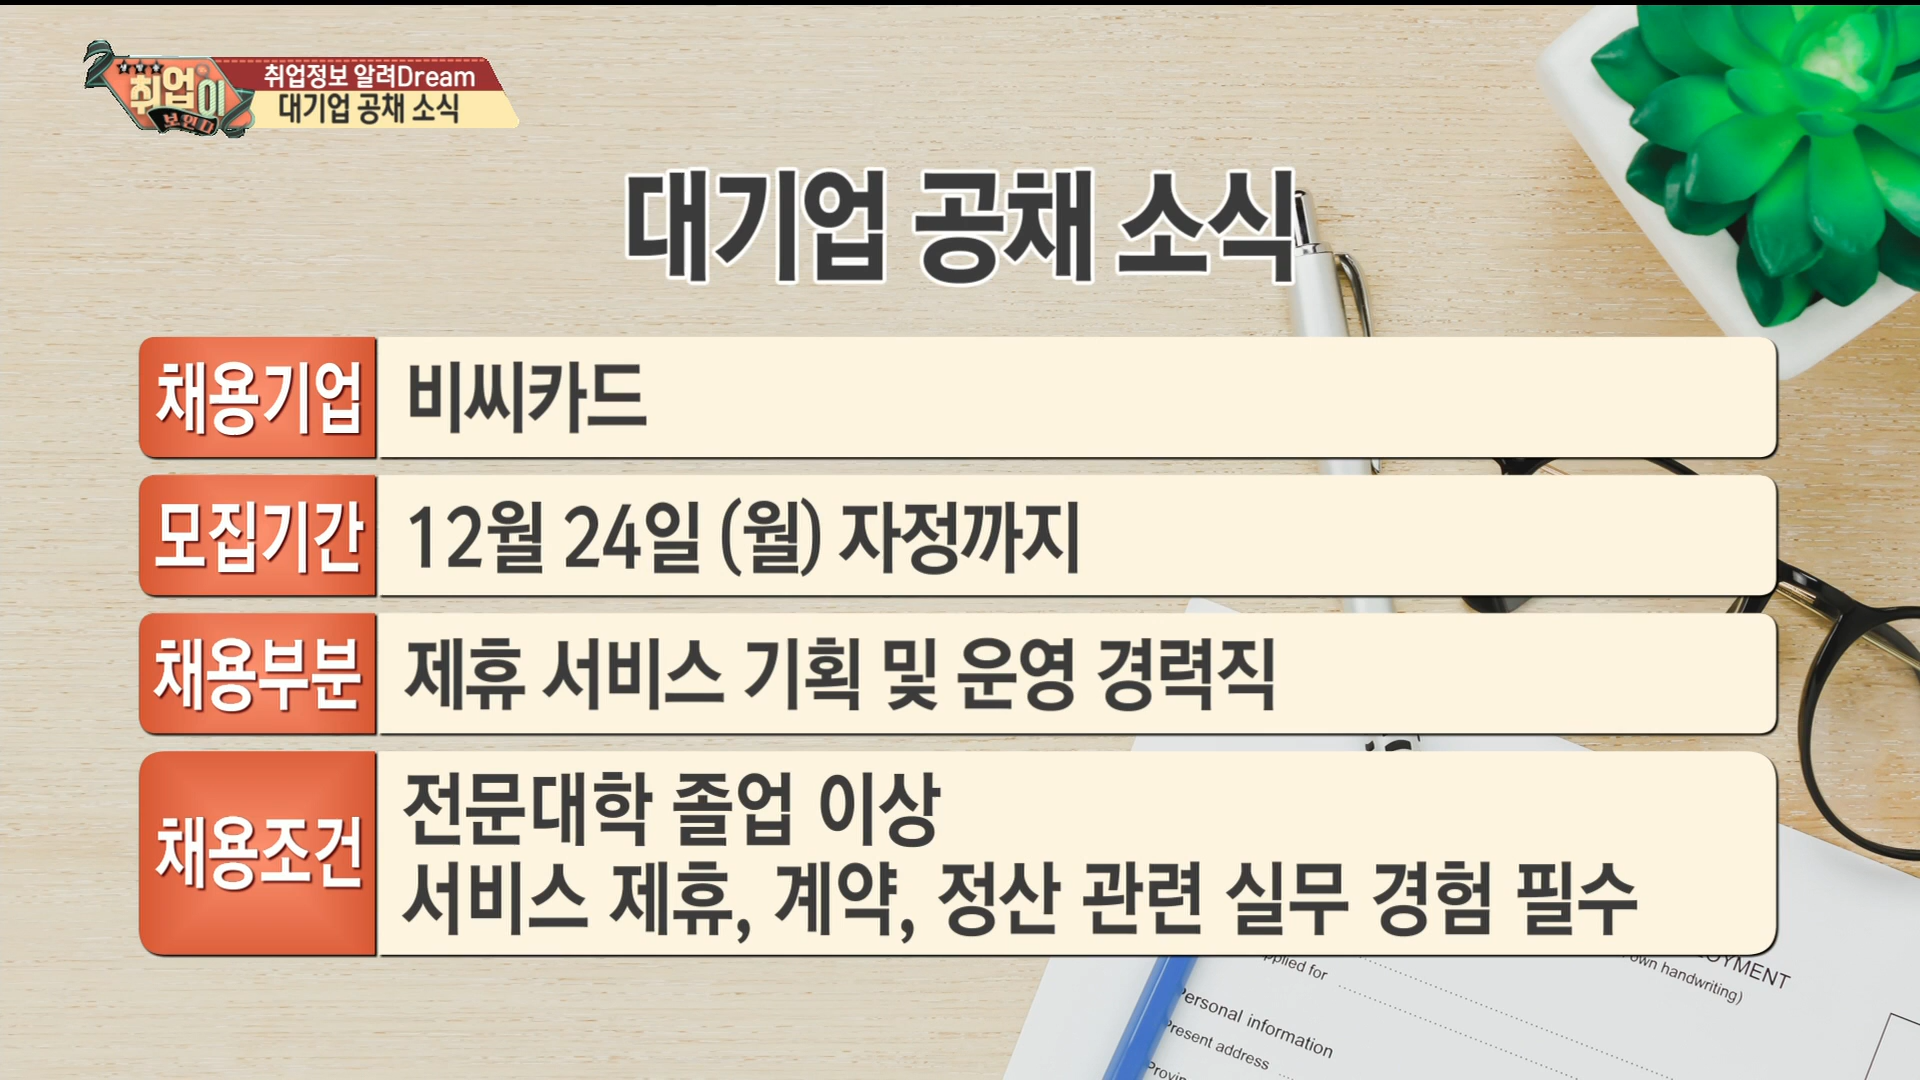 취업이
보인다
취업정보 알려Dream
대기업 공채 소식
대기업 공채 소식
채용기업
비씨카드
모집기간
12월 24일 (월) 자정까지
채용부분
제휴 서비스 기획 및 운영 경력직
채용조건
전문대학 졸업 이상
서비스 제휴, 계약, 정산 관련 실무 경험 필수
own handwriting)
Personal information
Present address